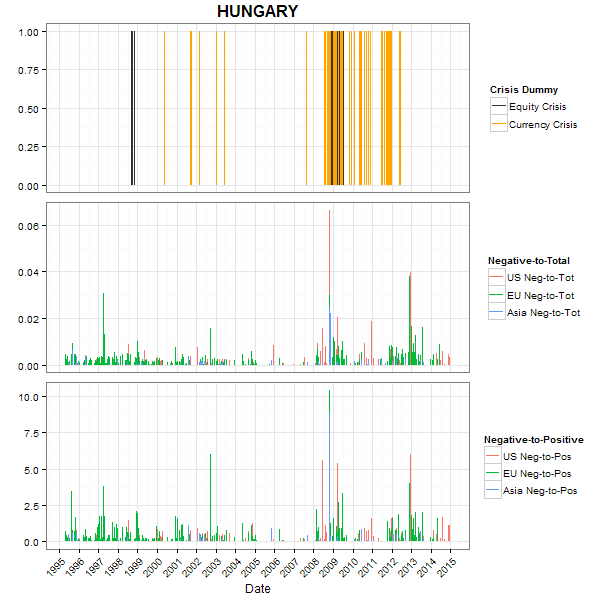 HUNGARY
1.00
0.75
0.50
0.25
0.00
Crisis Dummy
Equity Crisis
Currency Crisis
0.06
0.04
0.02
0.00
Negative-to-Total
US Neg-to-Tot
EU Neg-to-Tot
Asia Neg-to-Tot
10.0
7.5
5.0
2.5
0.0
Negative-to-Positive
US Neg-to-Pos
EU Neg-to-Pos
Asia Neg-to-Pos
1995 1996 1997 1998 1999 2000 2001 2002 2003 2004 2005 2006 2007 2008 2009 2010 2011 2012 2013 2014 2015
Date